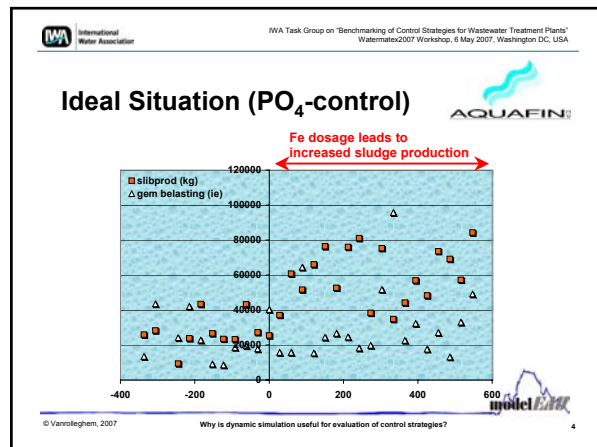 IWA
International
Water Association
IWA Task Group on "Benchmarking of Control Strategies for Wastewater Treatment Plants"
Watermatex2007 Workshop, 6 May 2007, Washington DC, USA
Ideal Situation (PO4-control)
AQUAFIN NV
Fe dosage leads to
increased sludge production
120000
slibprod (kg)
gem belasting (ie)
100000
80000
60000
40000
20000
0
-400 -200 0 200 400 600
modelEAU
© Vanrolleghem, 2007
Why is dynamic simulation useful for evaluation of control strategies?
4